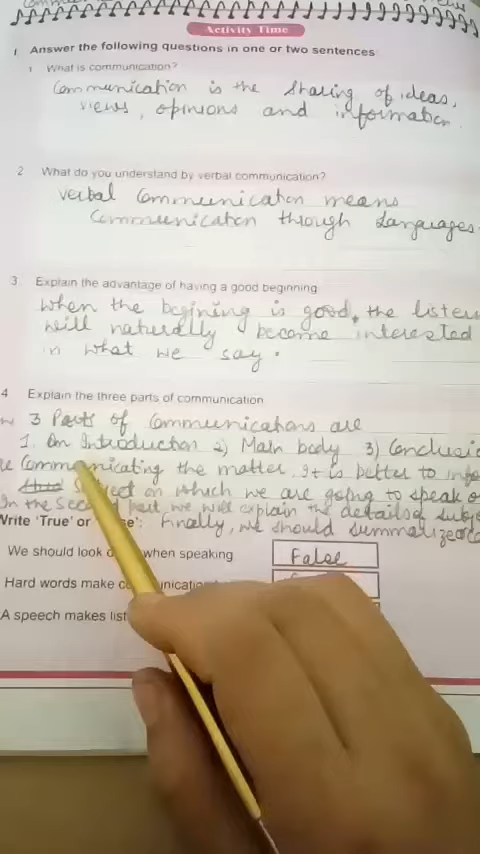 Activity Time
I Answer the following questions in one or two sentences
1 What is communication?
Communication is the sharing of ideas,
views, opinions and information.
2 What do you understand by verbal communication?
Verbal Communication means
Communication through Languages.
3. Explain the advantage of having a good beginning
When the begining is good, the listen
will naturally become interested
in what we say.
4 Explain the three parts of communication
3 Parts of Communications are
1. An Introduction 2) Main body 3) Conclusio
Communicating the matter. It is better to info
Subject on which we are going to speak o
In the second part we will explain the details of subje
Write 'True' or
Finally, we should summarize
We should look when speaking
False
Hard words make
A speech makes list